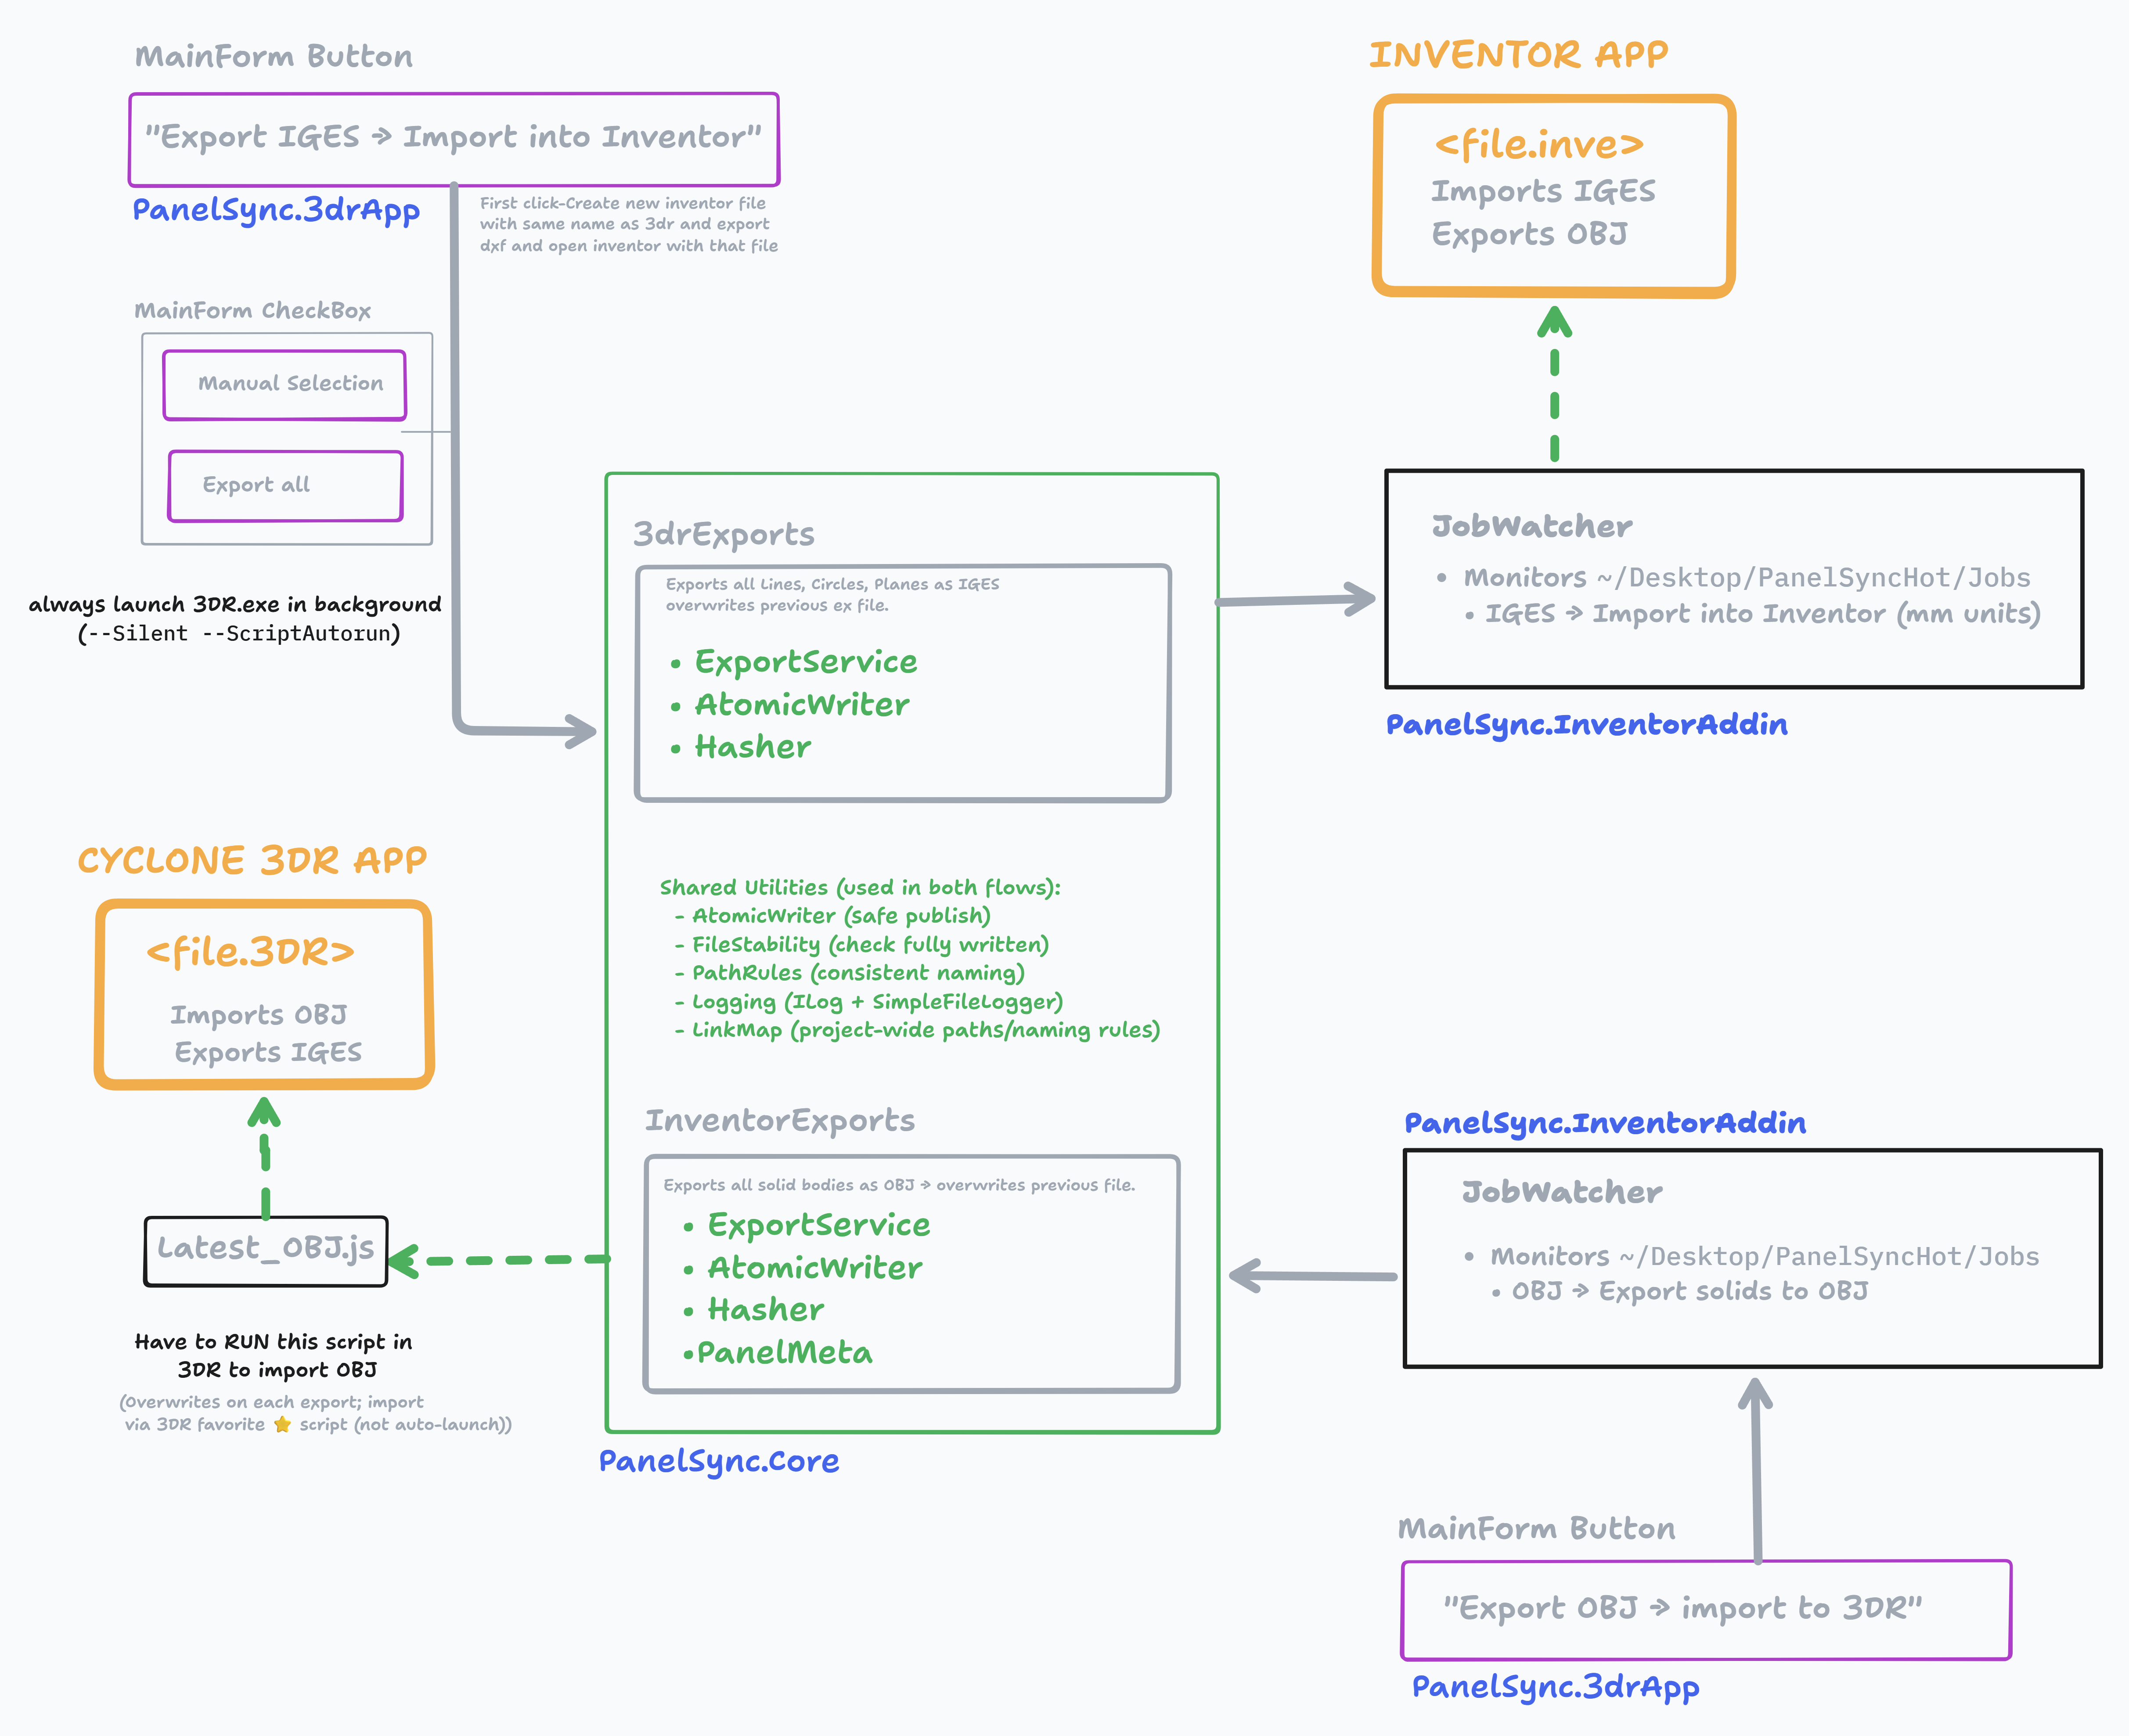 MainForm Button
"Export IGES → Import into Inventor"
PanelSync.3drApp
First click-Create new inventor file
with same name as 3dr and export
dxf and open inventor with that file
MainForm CheckBox
Manual Selection
Export all
always launch 3DR.exe in background
(--Silent --ScriptAutorun)
CYCLONE 3DR APP
<file.3DR>
Imports OBJ
Exports IGES
Latest_OBJ.js
Have to RUN this script in
3DR to import OBJ
(Overwrites on each export; import
via 3DR favorite ⭐ script (not auto-launch))
3drExports
Exports all Lines, Circles, Planes as IGES
overwrites previous ex file.
• ExportService
• AtomicWriter
• Hasher
Shared Utilities (used in both flows):
- AtomicWriter (safe publish)
- FileStability (check fully written)
- PathRules (consistent naming)
- Logging (ILog + SimpleFileLogger)
- LinkMap (project-wide paths/naming rules)
InventorExports
Exports all solid bodies as OBJ → overwrites previous file.
• ExportService
• AtomicWriter
• Hasher
•PanelMeta
PanelSync.Core
INVENTOR APP
<file.inve>
Imports IGES
Exports OBJ
JobWatcher
• Monitors ~/Desktop/PanelSyncHot/Jobs
• IGES → Import into Inventor (mm units)
PanelSync.InventorAddin
PanelSync.InventorAddin
JobWatcher
• Monitors ~/Desktop/PanelSyncHot/Jobs
• OBJ → Export solids to OBJ
MainForm Button
"Export OBJ → import to 3DR"
PanelSync.3drApp